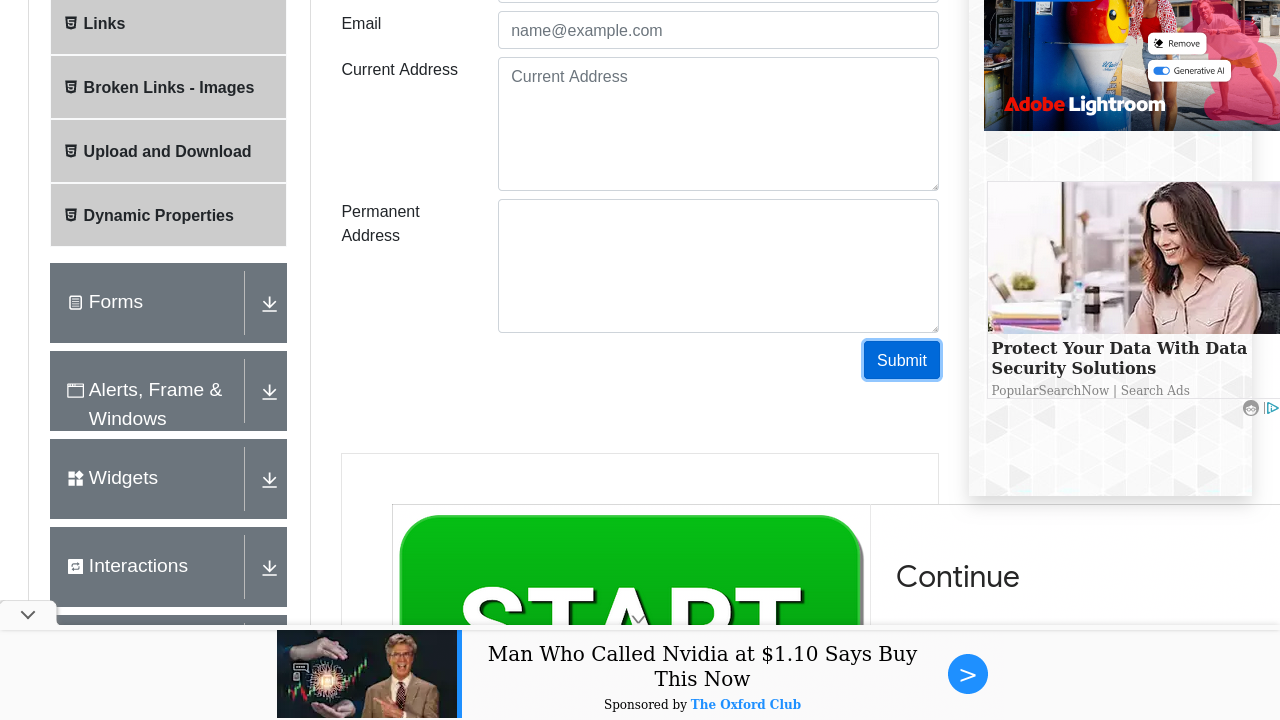 Links
Broken Links - Images
Upload and Download
Dynamic Properties
Forms
Alerts, Frame &
Windows
Widgets
Interactions
Email
name@example.com
Current Address
Current Address
Permanent
Address
Submit
START
Continue
Remove
Generative AI
Adobe Lightroom
Protect Your Data With Data
Security Solutions
PopularSearchNow | Search Ads
Man Who Called Nvidia at $1.10 Says Buy
This Now
Sponsored by The Oxford Club
>